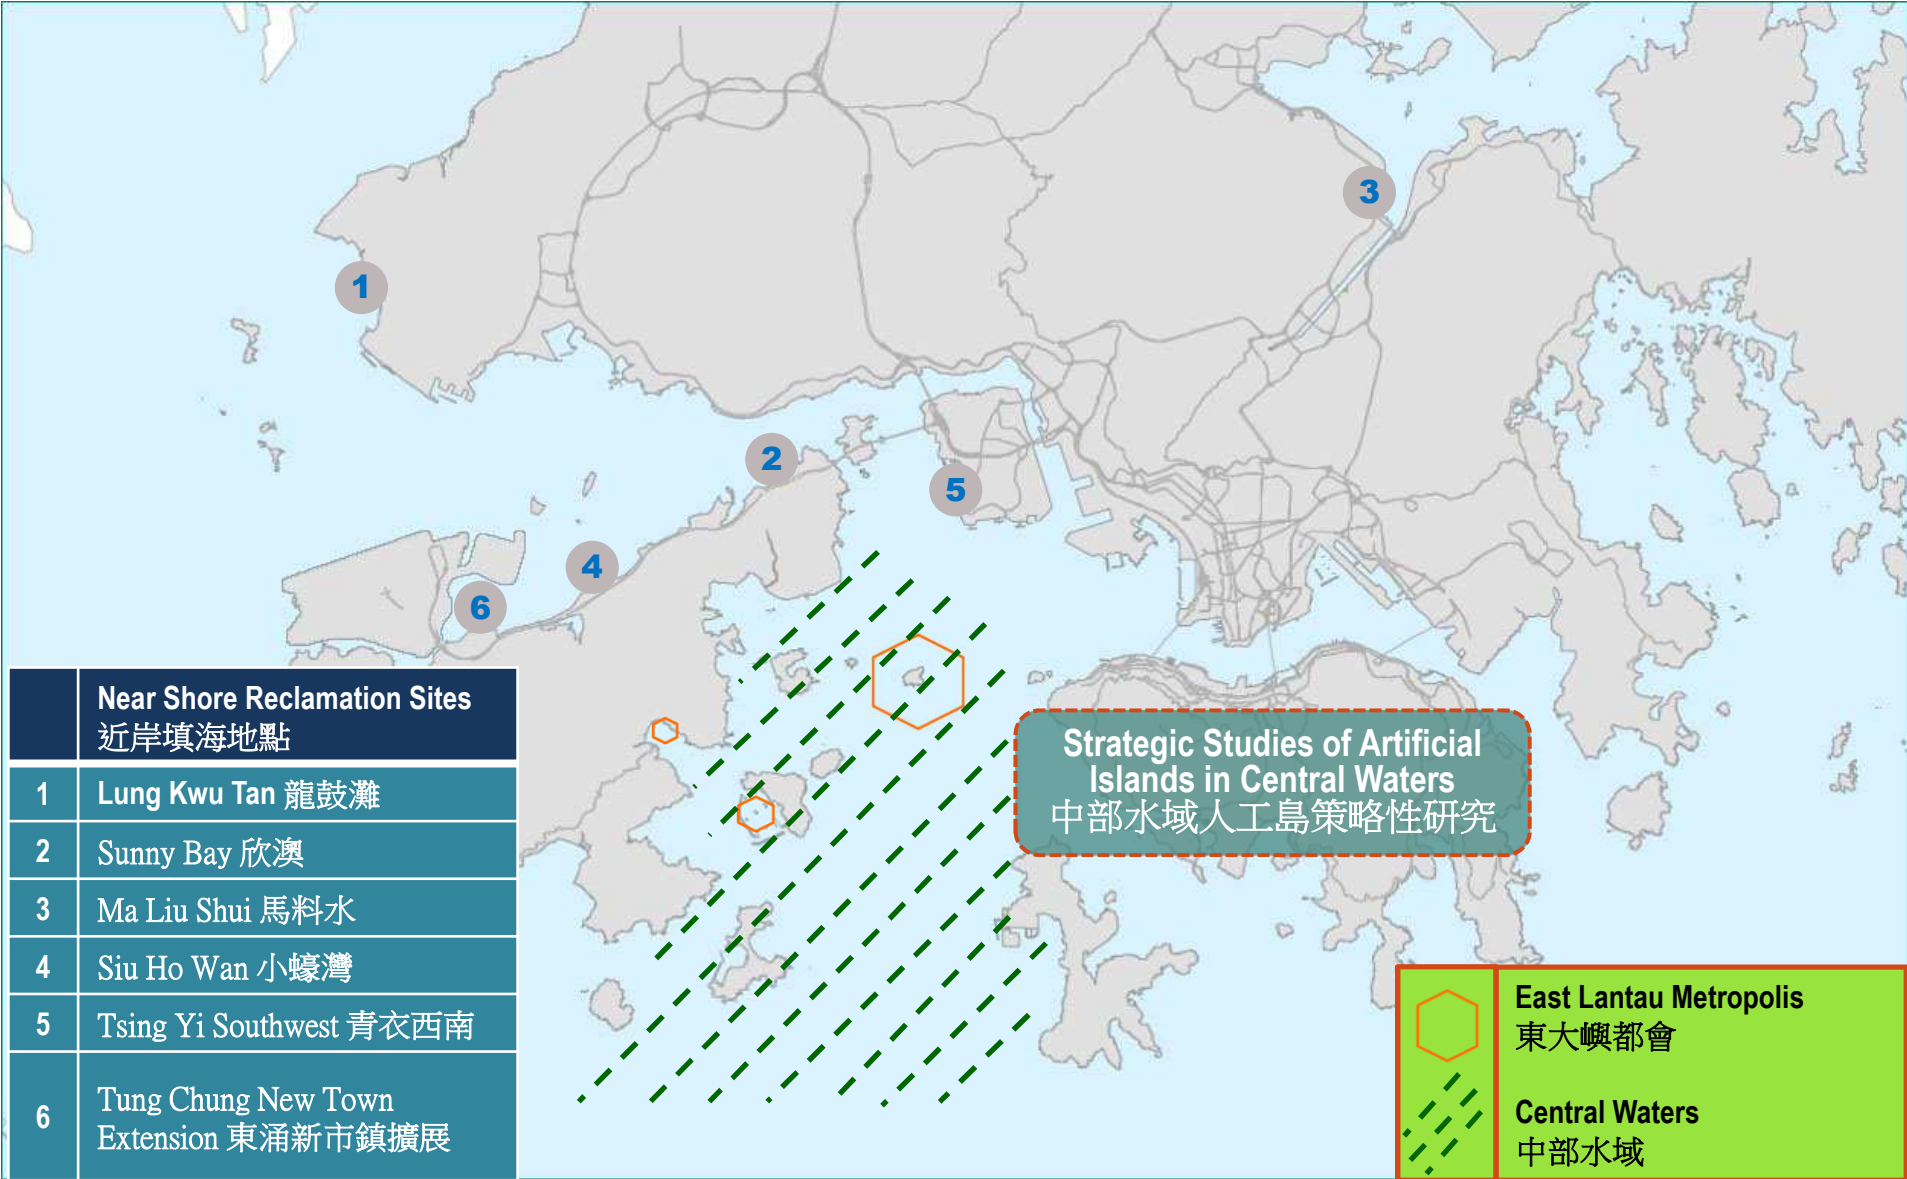 1
2
3
4
5
6
Strategic Studies of Artificial
Islands in Central Waters
中部水域人工島策略性研究
Near Shore Reclamation Sites
近岸填海地點
1 Lung Kwu Tan 龍鼓灘
2 Sunny Bay 欣澳
3 Ma Liu Shui 馬料水
4 Siu Ho Wan 小蠔灣
5 Tsing Yi Southwest 青衣西南
6 Tung Chung New Town
Extension 東涌新市鎮擴展
East Lantau Metropolis
東大嶼都會
Central Waters
中部水域